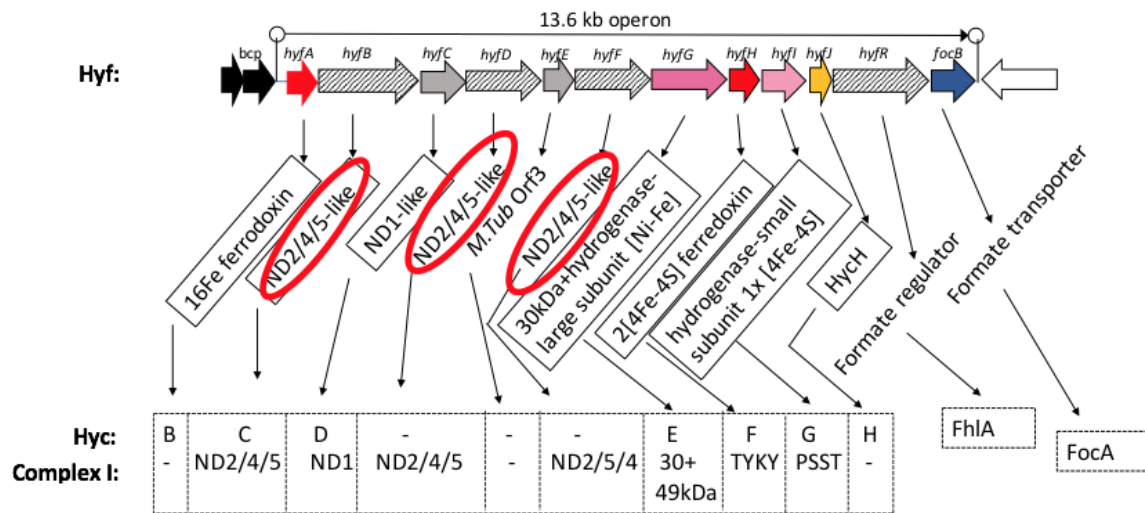 13.6 kb operon
bcp hyfA hyfB hyfC hyfD hyfE hyfF hyfG hyfH hyfI hyfJ hyfR focB
Hyf:
16Fe ferrodoxin
ND2/4/5-like
ND1-like
ND2/4/5-like
M.Tub Orf3
ND2/4/5-like
30kDa+hydrogenase-
large subunit [Ni-Fe]
2[4Fe-4S] ferredoxin
hydrogenase-small
subunit 1x [4Fe-4S]
HycH
Formate regulator
Formate transporter
Hyc: B C D - - - E F G H
Complex I: - ND2/4/5 ND1 ND2/4/5 - ND2/5/4 30+ TYKY PSST -
49kDa
FhlA
FocA